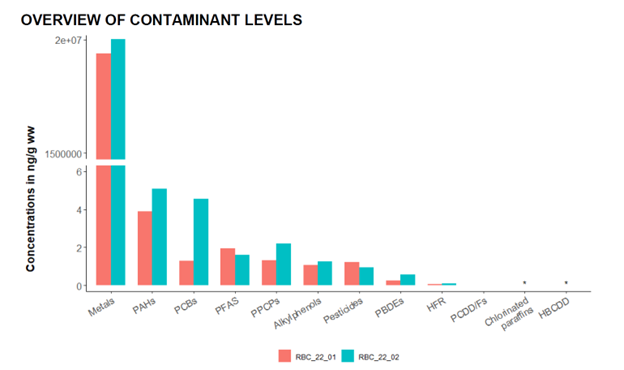 OVERVIEW OF CONTAMINANT LEVELS
Concentrations in ng/g ww
2e+07
1500000
6
4
2
0
Metals
PAHs
PCBs
PFAS
PPCPs
Alkylphenols
Pesticides
PBDEs
HFR
PCDD/Fs
*
Chlorinated
paraffins
*
HBCDD
RBC_22_01
RBC_22_02